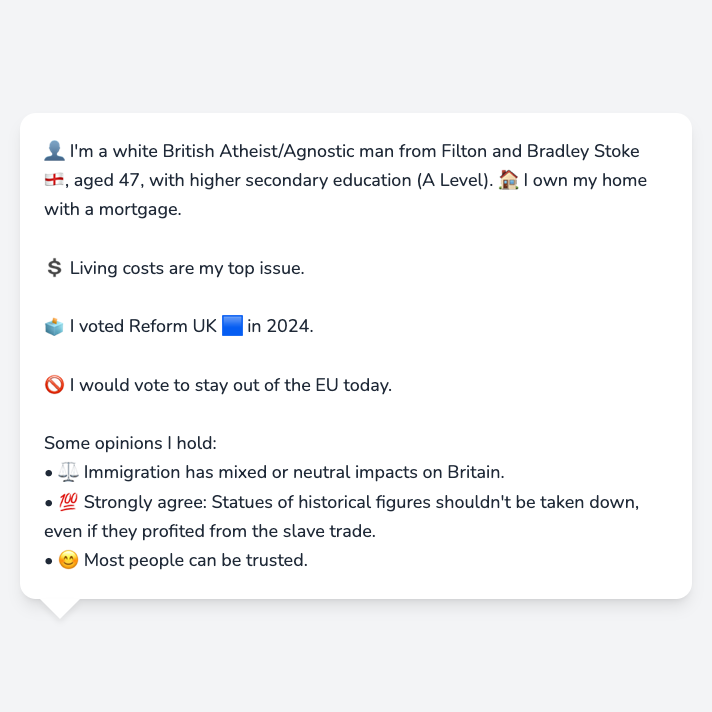 👤 I'm a white British Atheist/Agnostic man from Filton and Bradley Stoke
🏴󠁧󠁢󠁥󠁮󠁧󠁿, aged 47, with higher secondary education (A Level). 🏠 I own my home
with a mortgage.
💲 Living costs are my top issue.
🗳️ I voted Reform UK 🟦 in 2024.
🚫 I would vote to stay out of the EU today.
Some opinions I hold:
• ⚖️ Immigration has mixed or neutral impacts on Britain.
• 💯 Strongly agree: Statues of historical figures shouldn't be taken down,
even if they profited from the slave trade.
• 😊 Most people can be trusted.